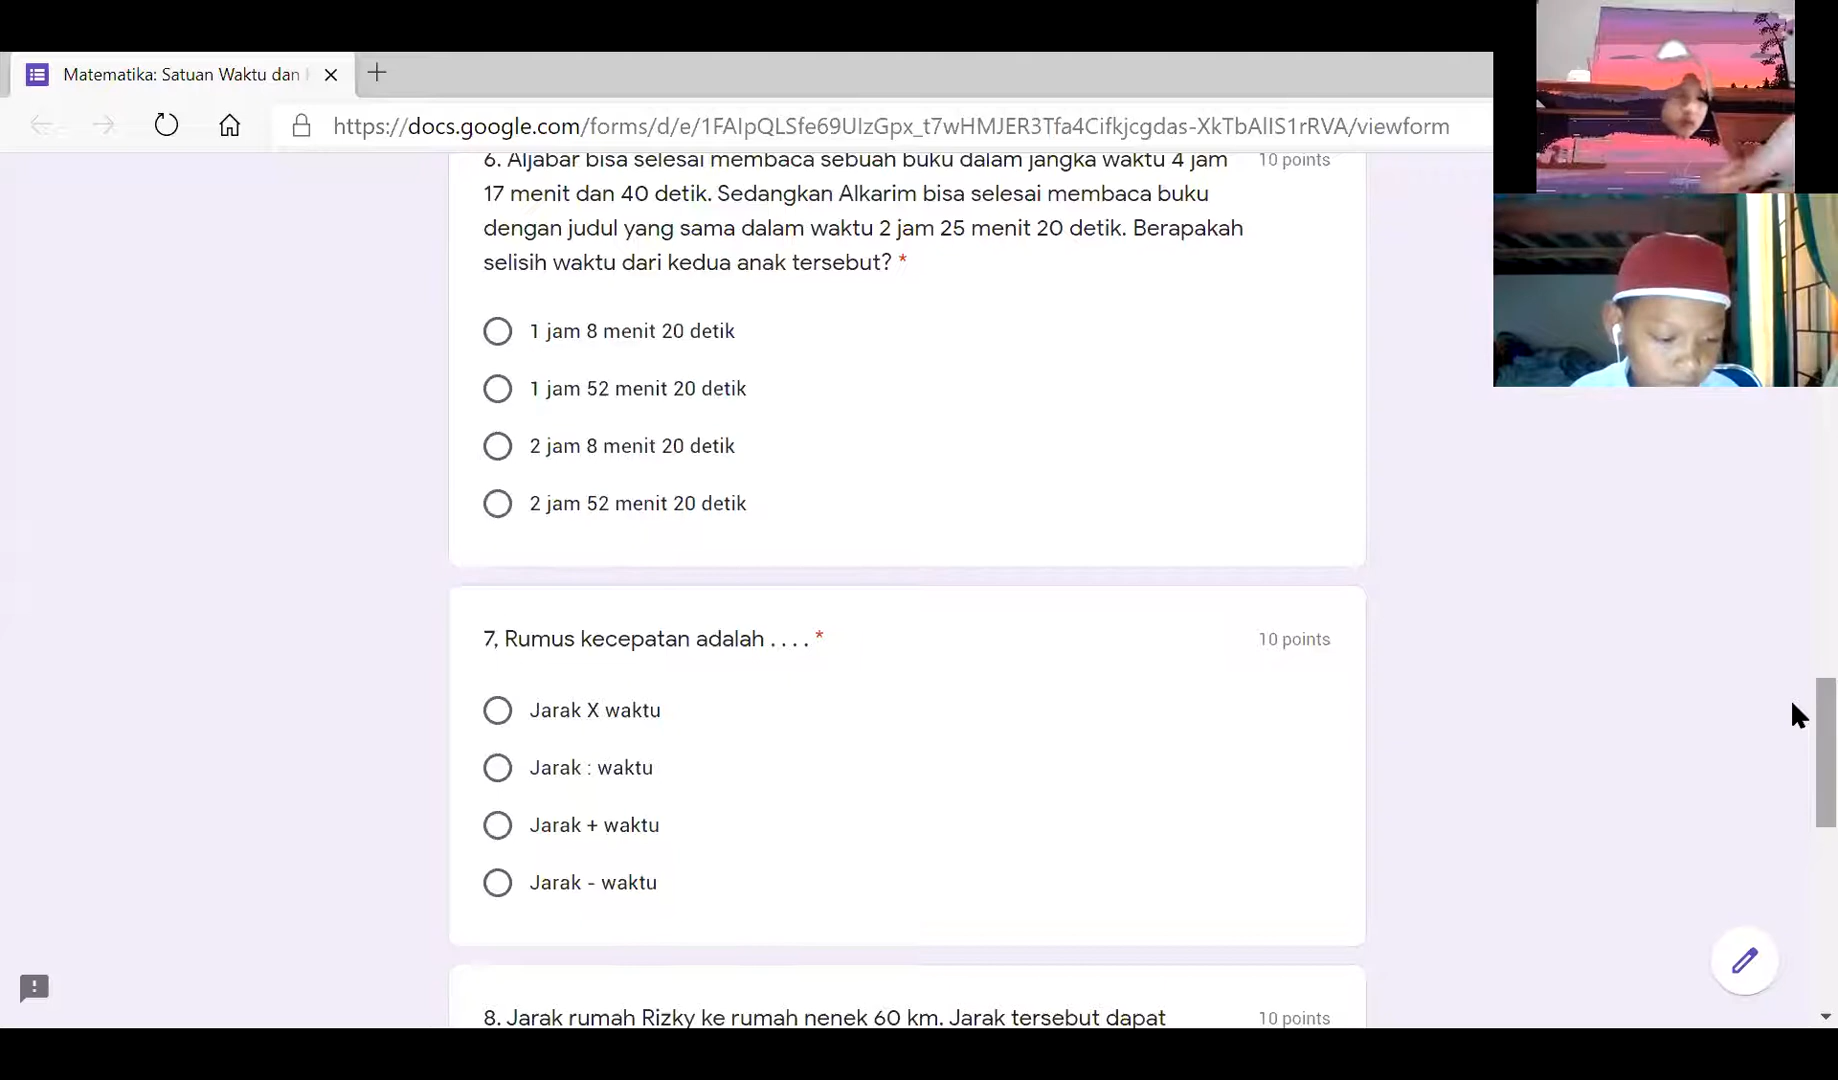 Matematika: Satuan Waktu dan
https://docs.google.com/forms/d/e/1FAIpQLSfe69UIzGpx_t7wHMJER3Tfa4Cifkjcgdas-XkTbAlIS1rRVA/viewform
6. Aljabar bisa selesai membaca sebuah buku dalam jangka waktu 4 jam 10 points
17 menit dan 40 detik. Sedangkan Alkarim bisa selesai membaca buku
dengan judul yang sama dalam waktu 2 jam 25 menit 20 detik. Berapakah
selisih waktu dari kedua anak tersebut? *
1 jam 8 menit 20 detik
1 jam 52 menit 20 detik
2 jam 8 menit 20 detik
2 jam 52 menit 20 detik
7, Rumus kecepatan adalah . . . . * 10 points
Jarak X waktu
Jarak : waktu
Jarak + waktu
Jarak - waktu
8. Jarak rumah Rizky ke rumah nenek 60 km. Jarak tersebut dapat 10 points